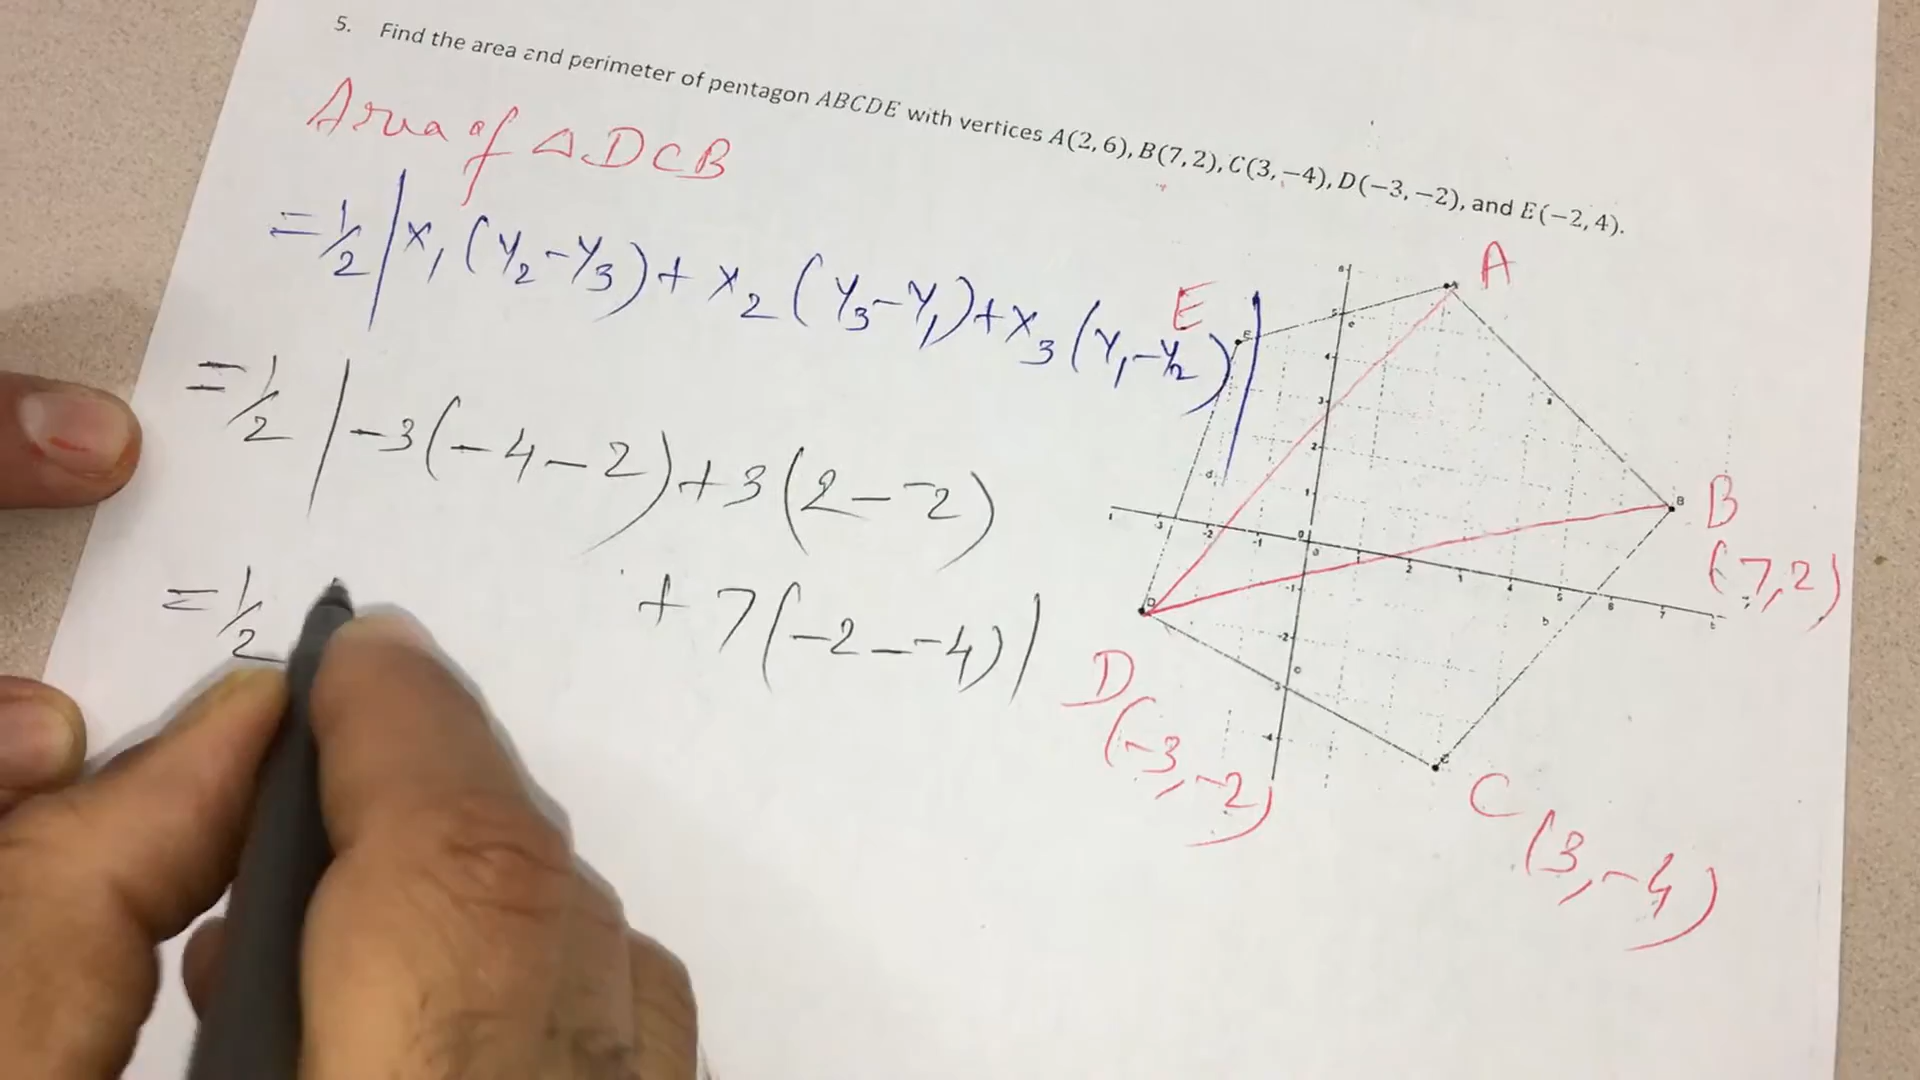 5. Find the area and perimeter of pentagon ABCDE with vertices A(2, 6), B(7, 2), C(3, −4), D(−3, −2), and E(−2, 4).
Area of △DCB
= 1/2 | x₁ (y₂ − y₃) + x₂ (y₃ − y₁) + x₃ (y₁ − y₂) |
= 1/2 | −3(−4−2) + 3(2 − −2)
+ 7(−2 − −4) |
= 1/2
A
E
B
(7, 2)
D
(−3, −2)
C
(3, −4)